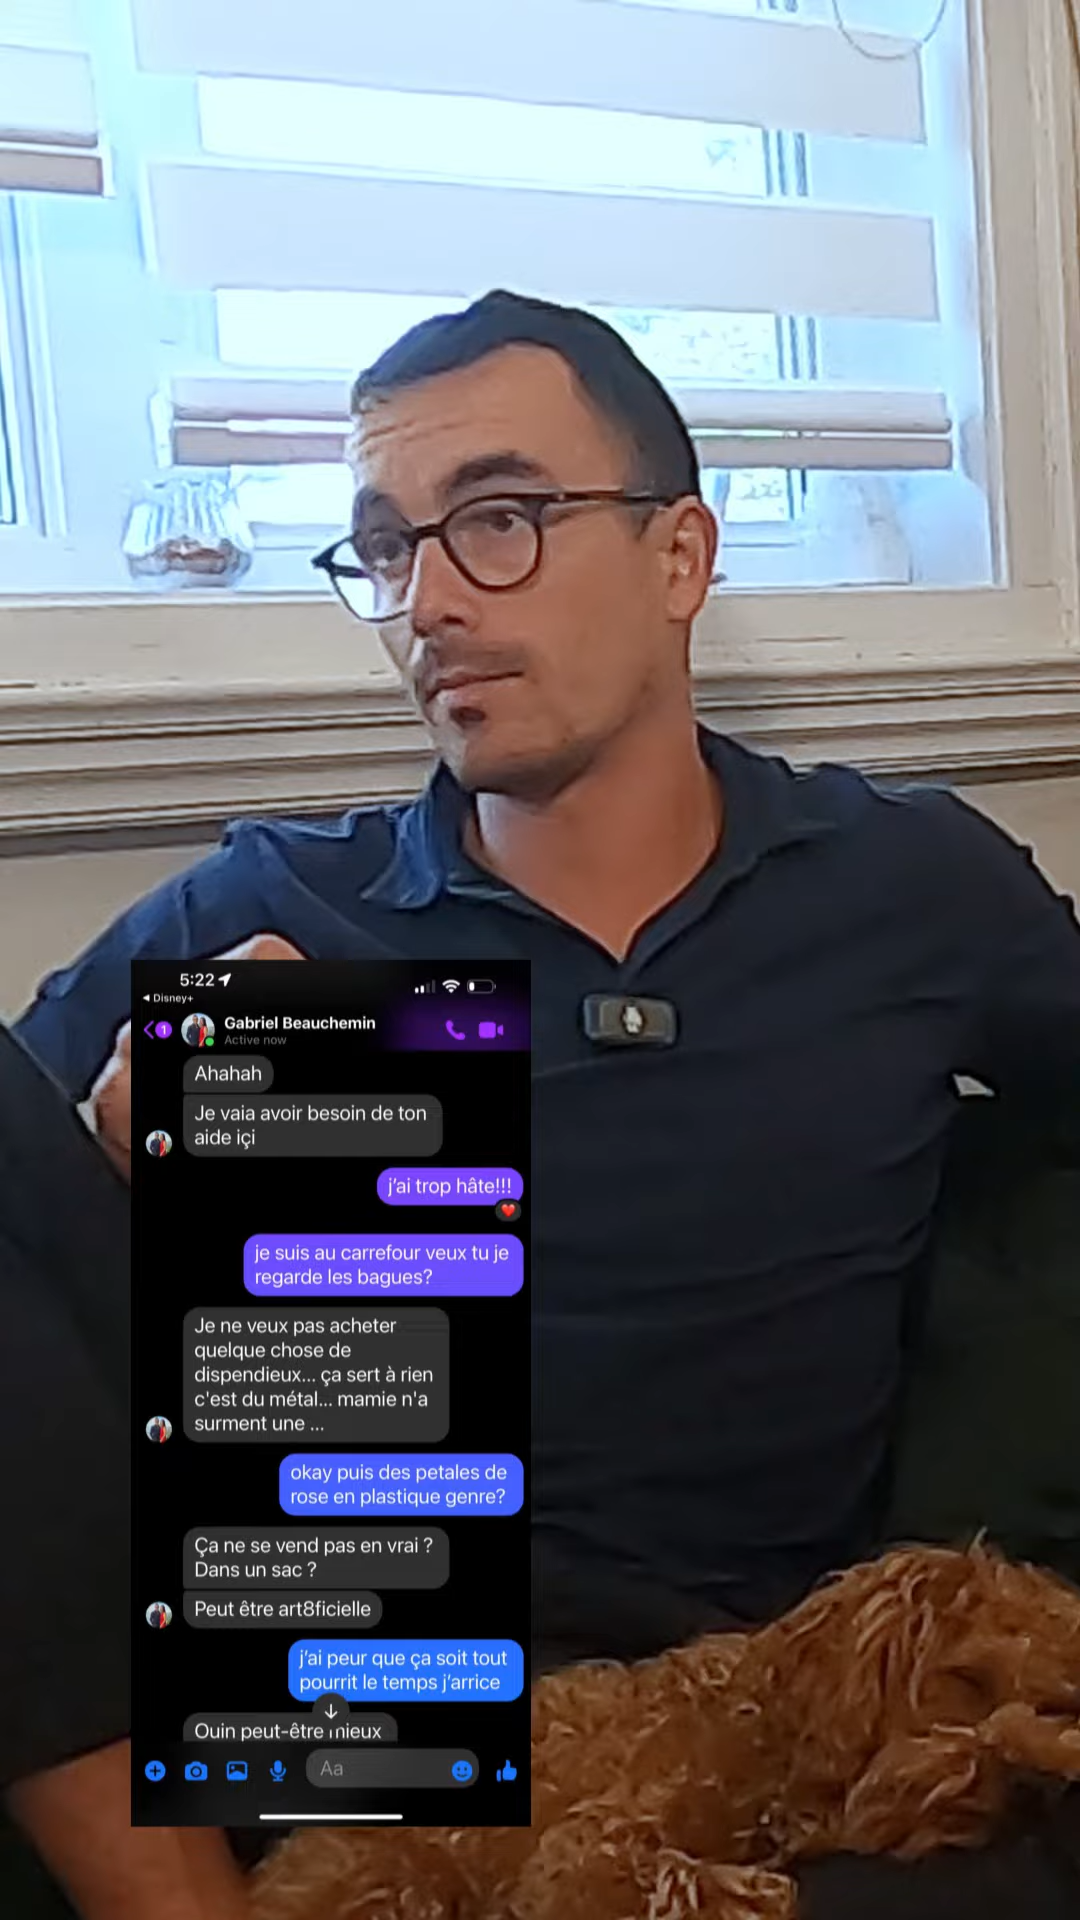 5:22
◀ Disney+
1
Gabriel Beauchemin
Active now
Ahahah
Je vaia avoir besoin de ton
aide içi
j'ai trop hâte!!!
je suis au carrefour veux tu je
regarde les bagues?
Je ne veux pas acheter
quelque chose de
dispendieux... ça sert à rien
c'est du métal... mamie n'a
surment une ...
okay puis des petales de
rose en plastique genre?
Ça ne se vend pas en vrai ?
Dans un sac ?
Peut être art8ficielle
j'ai peur que ça soit tout
pourrit le temps j'arrice
Ouin peut-être mieux
Aa